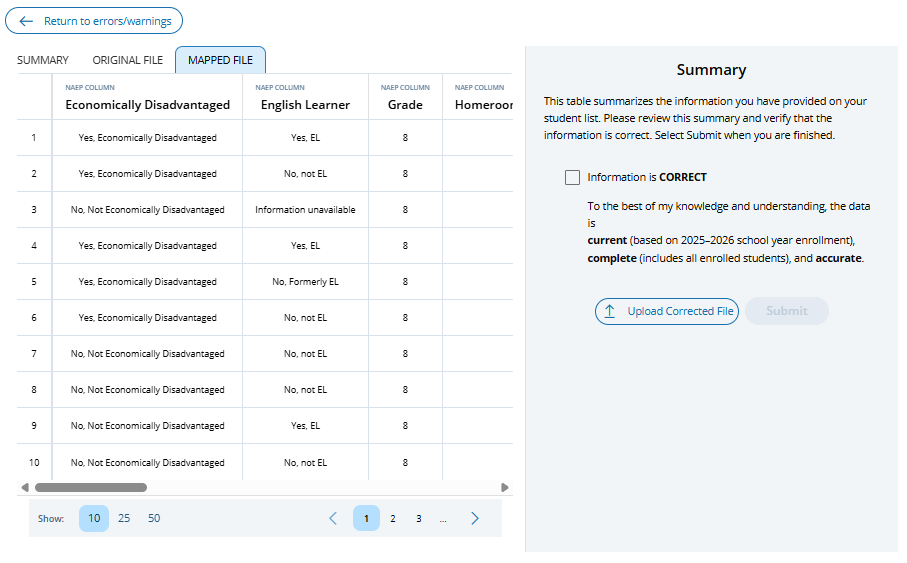 Return to errors/warnings
SUMMARY ORIGINAL FILE MAPPED FILE
NAEP COLUMN NAEP COLUMN NAEP COLUMN NAEP COLUMN
Economically Disadvantaged English Learner Grade
1 Yes, Economically Disadvantaged Yes, EL 8
2 Yes, Economically Disadvantaged No, not EL 8
3 No, Not Economically Disadvantaged Information unavailable 8
4 Yes, Economically Disadvantaged Yes, EL 8
5 Yes, Economically Disadvantaged No, Formerly EL 8
6 Yes, Economically Disadvantaged No, not EL 8
7 No, Not Economically Disadvantaged No, not EL 8
8 No, Not Economically Disadvantaged No, not EL 8
9 No, Not Economically Disadvantaged Yes, EL 8
10 No, Not Economically Disadvantaged No, not EL 8
Show: 10 25 50 1 2 3 ...
Summary
This table summarizes the information you have provided on your
student list. Please review this summary and verify that the
information is correct. Select Submit when you are finished.
Information is CORRECT
To the best of my knowledge and understanding, the data
is
current (based on 2025–2026 school year enrollment),
complete (includes all enrolled students), and accurate.
Upload Corrected File Submit